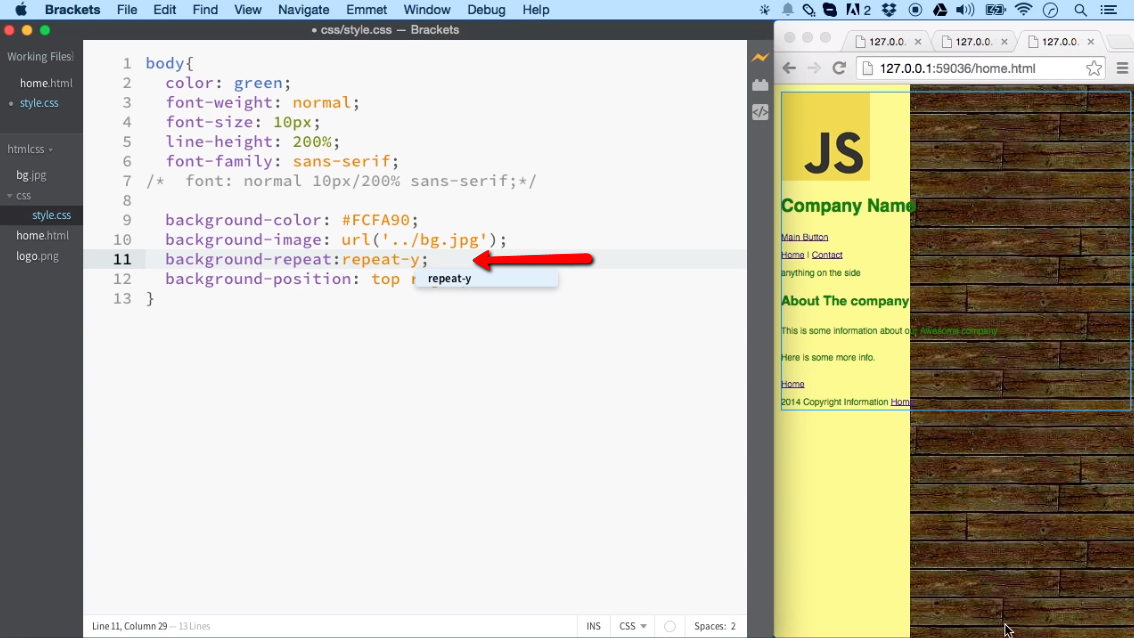 Brackets File Edit Find View Navigate Emmet Window Debug Help
2
• css/style.css — Brackets
Working Files
home.html
• style.css
htmlcss
bg.jpg
css
style.css
home.html
logo.png
1 body{
2 color: green;
3 font-weight: normal;
4 font-size: 10px;
5 line-height: 200%;
6 font-family: sans-serif;
7 /* font: normal 10px/200% sans-serif;*/
8
9 background-color: #FCFA90;
10 background-image: url('../bg.jpg');
11 background-repeat:repeat-y;
12 background-position: top
repeat-y
13 }
Line 11, Column 29 — 13 Lines
INS CSS Spaces: 2
127.0.0. 127.0.0. 127.0.0.
127.0.0.1:59036/home.html
JS
Company Name
Main Button
Home | Contact
anything on the side
About The company
This is some information about our Awesome company
Here is some more info.
Home
2014 Copyright Information Home